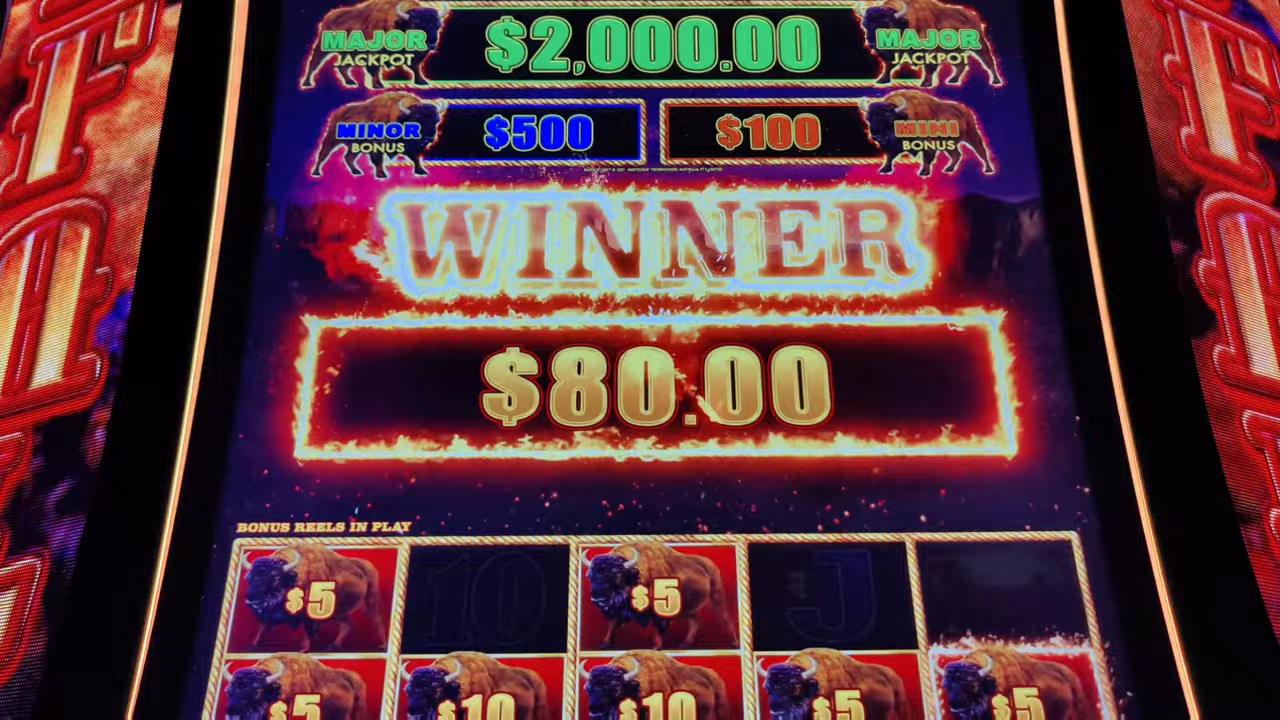 MAJOR JACKPOT
$2,000.00
MAJOR JACKPOT
MINOR BONUS
$500
$100
MINI BONUS
WINNER
$80.00
BONUS REELS IN PLAY
$5
10
$5
J
$5
$10
$10
$5
$5